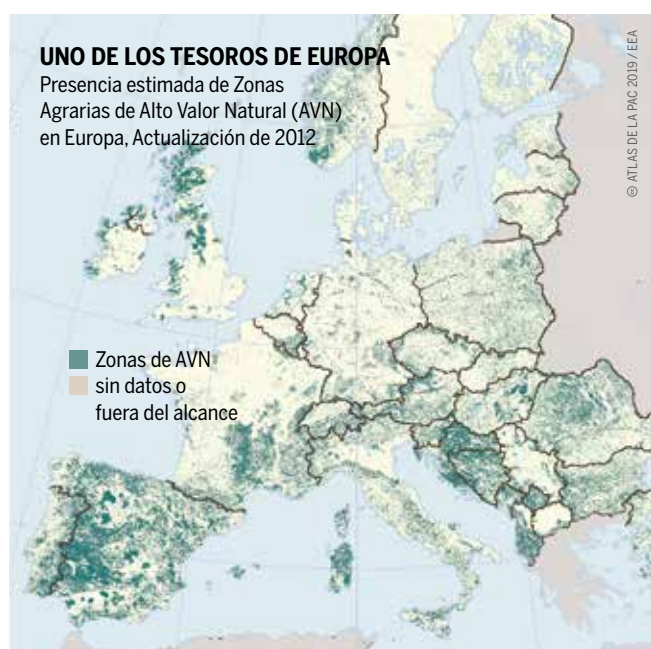 UNO DE LOS TESOROS DE EUROPA
Presencia estimada de Zonas
Agrarias de Alto Valor Natural (AVN)
en Europa, Actualización de 2012
Zonas de AVN
sin datos o
fuera del alcance
ATLAS DE LA PAC 2019 / EEA